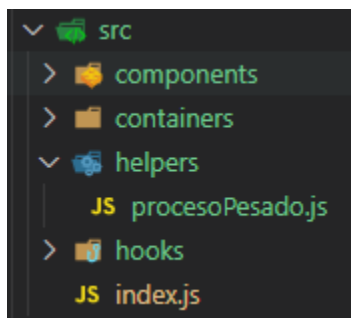 src
components
containers
helpers
JS procesoPesado.js
hooks
JS index.js